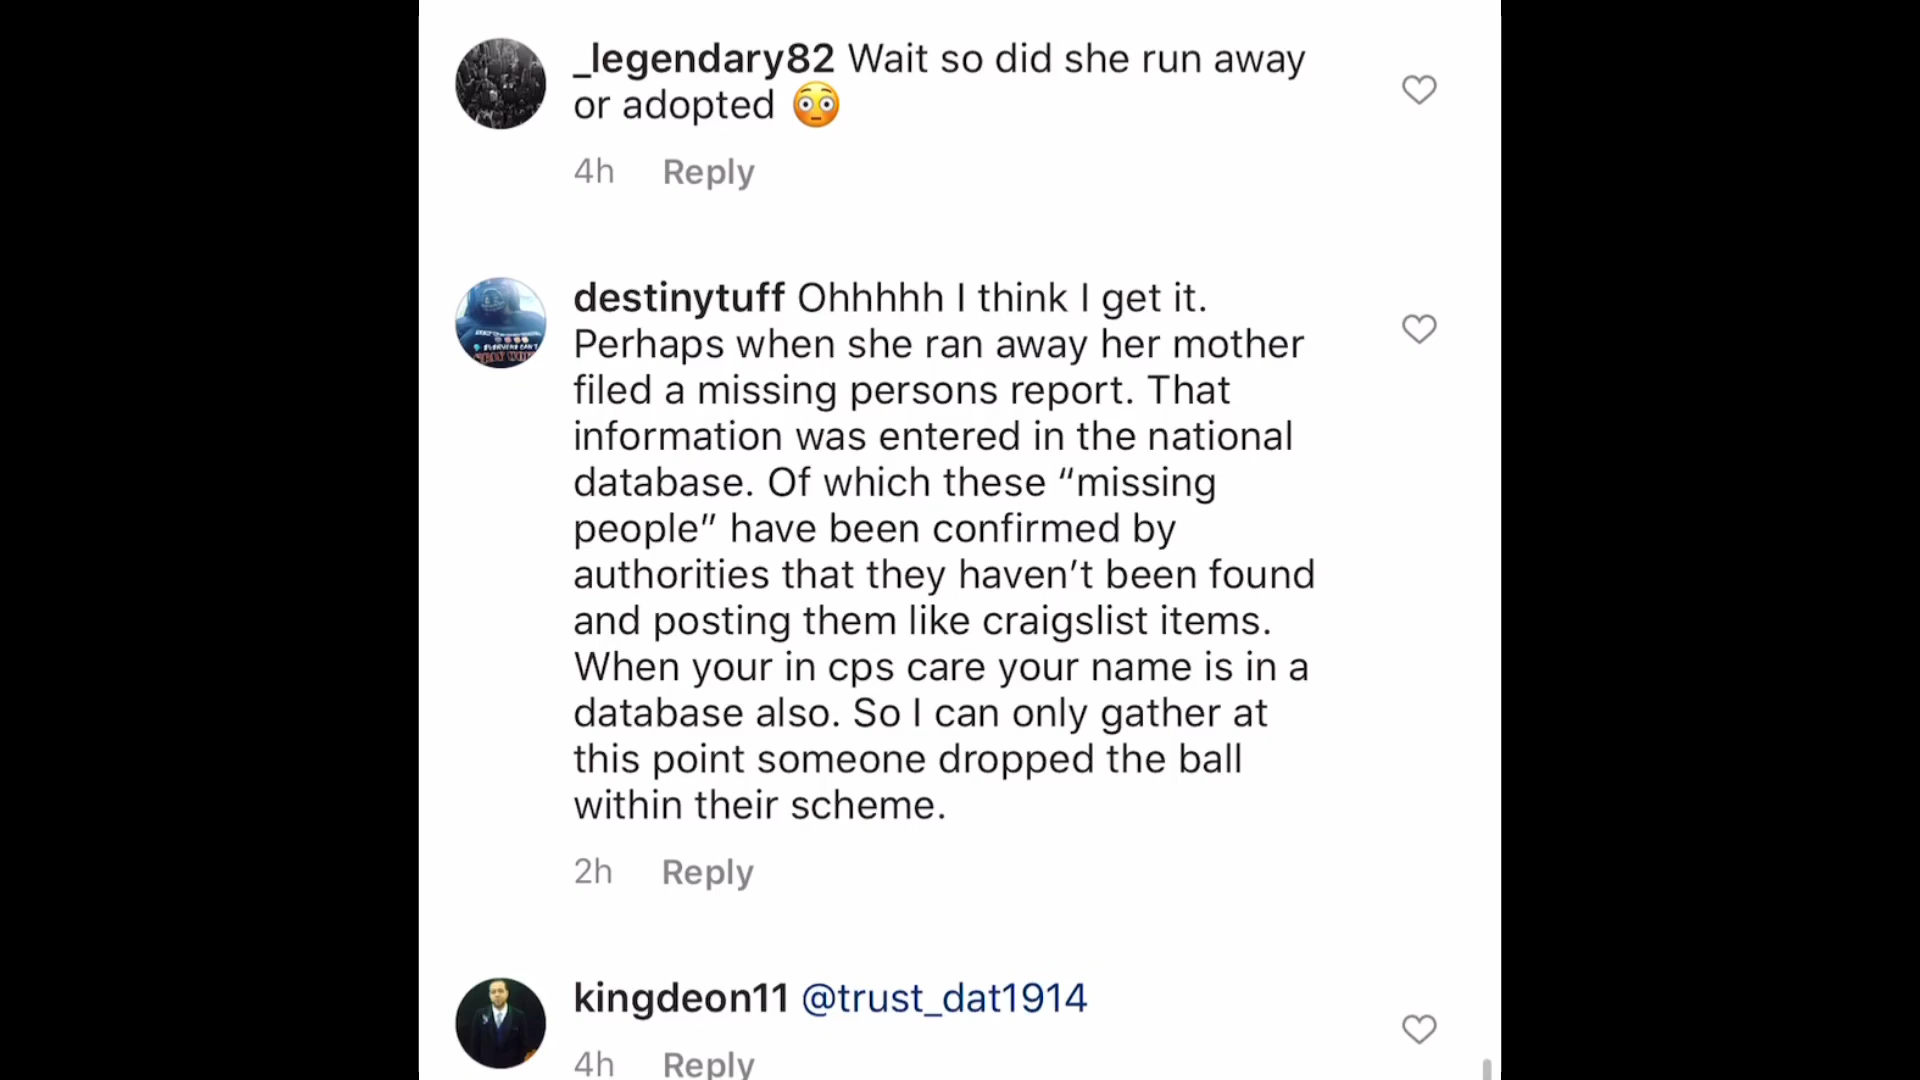 _legendary82 Wait so did she run away
or adopted 😳
4h Reply
destinytuff Ohhhhh I think I get it.
Perhaps when she ran away her mother
filed a missing persons report. That
information was entered in the national
database. Of which these “missing
people” have been confirmed by
authorities that they haven’t been found
and posting them like craigslist items.
When your in cps care your name is in a
database also. So I can only gather at
this point someone dropped the ball
within their scheme.
2h Reply
kingdeon11 @trust_dat1914
4h Reply